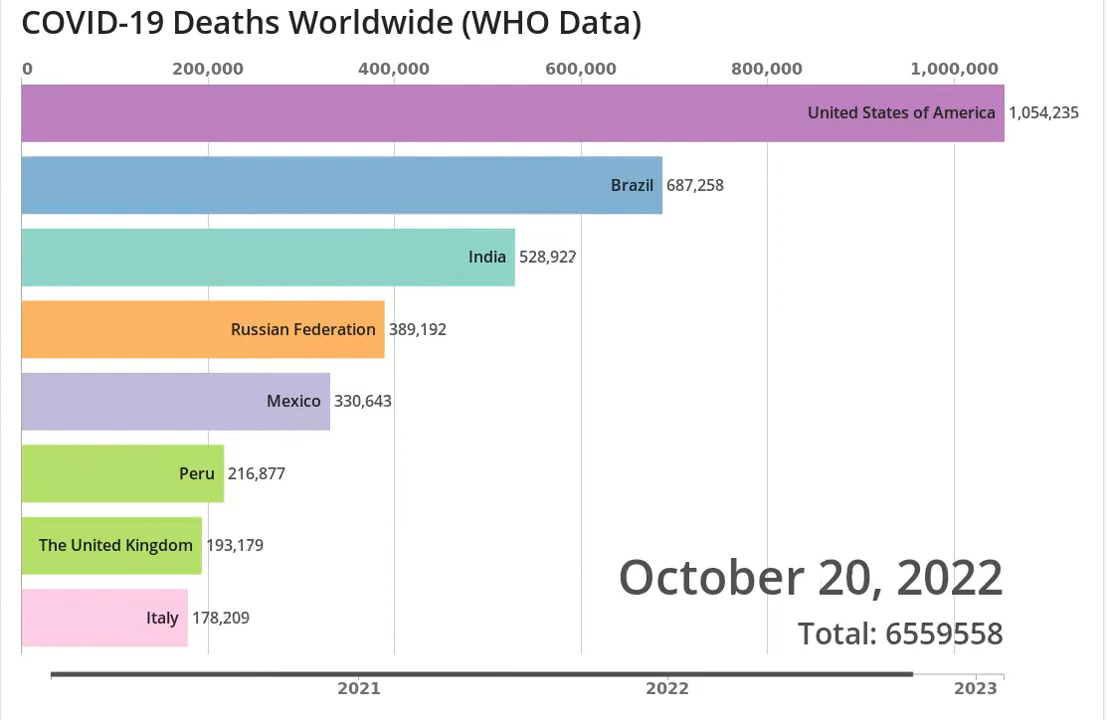 COVID-19 Deaths Worldwide (WHO Data)
0 200,000 400,000 600,000 800,000 1,000,000
United States of America 1,054,235
Brazil 687,258
India
Russian Federation 389,192
Mexico 330,643
Peru 216,877
The United Kingdom 193,179
Italy 178,209
October 20, 2022
Total: 6559558
2021 2022 2023